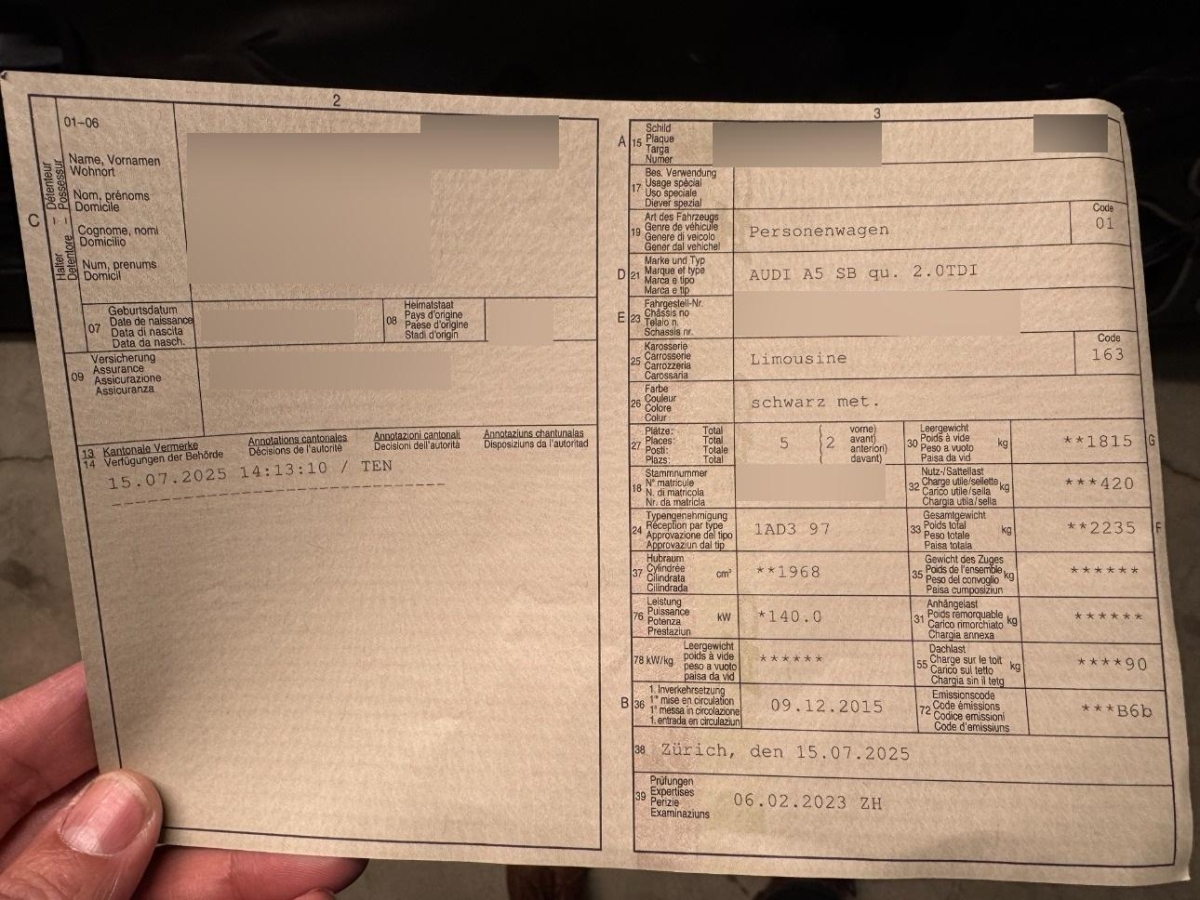 2
01-06
C
Halter – Détenteur
Detentore – Possessur
Name, Vornamen
Wohnort
Nom, prénoms
Domicile
Cognome, nomi
Domicilio
Num, prenums
Domicil
07
Geburtsdatum
Date de naissance
Data di nascita
Data da nasch.
08
Heimatstaat
Pays d'origine
Paese d'origine
Stadi d'origin
09
Versicherung
Assurance
Assicurazione
Assicuranza
13 Kantonale Vermerke Annotations cantonales Annotazioni cantonali Annotaziuns chantunalas
14 Verfügungen der Behörde Décisions de l'autorité Decisioni dell'autorità Disposiziuns da l'autoritad
15.07.2025 14:13:10 / TEN
3
A 15
Schild
Plaque
Targa
Numer
17
Bes. Verwendung
Usage spécial
Uso speciale
Diever spezial
19
Art des Fahrzeugs
Genre de véhicule
Genere di veicolo
Gener dal vehichel
Personenwagen
Code
01
D 21
Marke und Typ
Marque et type
Marca e tipo
Marca e tip
AUDI A5 SB qu. 2.0TDI
E 23
Fahrgestell-Nr.
Châssis no
Telaio n.
Schassis nr.
25
Karosserie
Carrosserie
Carrozzeria
Carossaria
Limousine
Code
163
26
Farbe
Couleur
Colore
Colur
schwarz met.
27
Plätze: Total
Places: Total
Posti: Totale
Plazs: Total
5 (2
vorne)
avant)
anteriori)
davant)
30
Leergewicht
Poids à vide
Peso a vuoto
Paisa da vid
kg
**1815 G
18
Stammnummer
N° matricule
N. di matricola
Nr. da matricla
32
Nutz-/Sattellast
Charge utile/sellette
Carico utile/sella
Chargia utila/sella
kg
***420
24
Typengenehmigung
Réception par type
Approvazione del tipo
Approvaziun dal tip
1AD3 97
33
Gesamtgewicht
Poids total
Peso totale
Paisa totala
kg
**2235 F
37
Hubraum
Cylindrée
Cilindrata
Cilindrada
cm³
**1968
35
Gewicht des Zuges
Poids de l'ensemble
Peso del convoglio
Paisa cumposiziun
kg
******
76
Leistung
Puissance
Potenza
Prestaziun
kW
*140.0
31
Anhängelast
Poids remorquable
Carico rimorchiato
Chargia annexa
kg
******
78 kW/kg
Leergewicht
poids à vide
peso a vuoto
paisa da vid
******
55
Dachlast
Charge sur le toit
Carico sul tetto
Chargia sin il tetg
kg
****90
B 36
1. Inverkehrsetzung
1re mise en circulation
1a messa in circolazione
1. entrada en circulaziun
09.12.2015
72
Emissionscode
Code émissions
Codice emissioni
Code d'emissiuns
***B6b
38 Zürich, den 15.07.2025
39
Prüfungen
Expertises
Perizie
Examinaziuns
06.02.2023 ZH